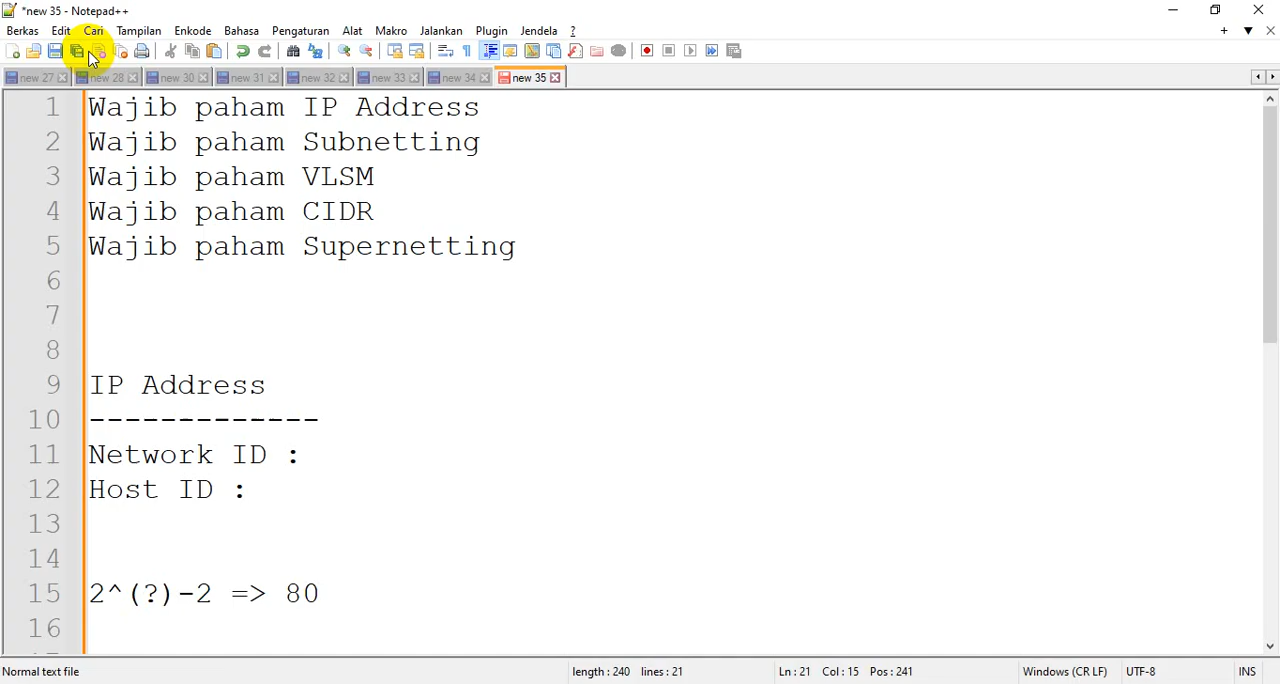 *new 35 - Notepad++
Berkas Edit Cari Tampilan Enkode Bahasa Pengaturan Alat Makro Jalankan Plugin Jendela ?
new 27 new 28 new 30 new 31 new 32 new 33 new 34 new 35
1 Wajib paham IP Address
2 Wajib paham Subnetting
3 Wajib paham VLSM
4 Wajib paham CIDR
5 Wajib paham Supernetting
6
7
8
9 IP Address
10 -------------
11 Network ID :
12 Host ID :
13
14
15 2^(?)-2 => 80
16
Normal text file length : 240 lines : 21 Ln : 21 Col : 15 Pos : 241 Windows (CR LF) UTF-8 INS